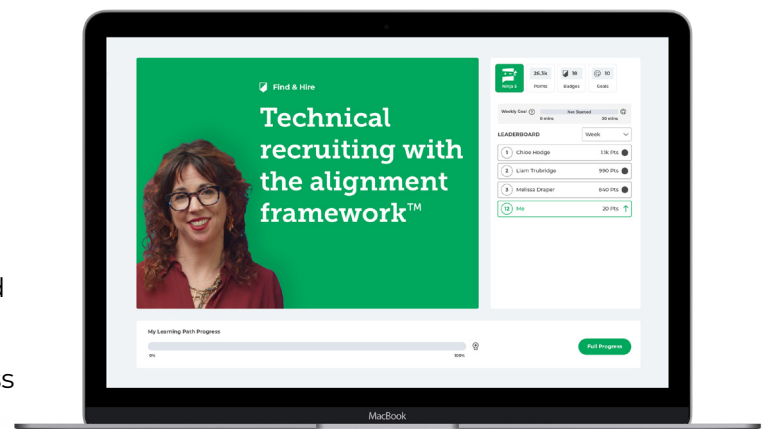 Find & Hire
Technical
recruiting with
the alignment
framework™
Ninja 5
26.3k
Points
18
Badges
10
Goals
Weekly Goal
Not Started
0 mins
30 mins
LEADERBOARD
Week
1 Chloe Hodge 1.1K Pts
2 Liam Trubridge 990 Pts
3 Melissa Draper 840 Pts
12 Me 20 Pts
My Learning Path Progress
0%
100%
Full Progress
MacBook